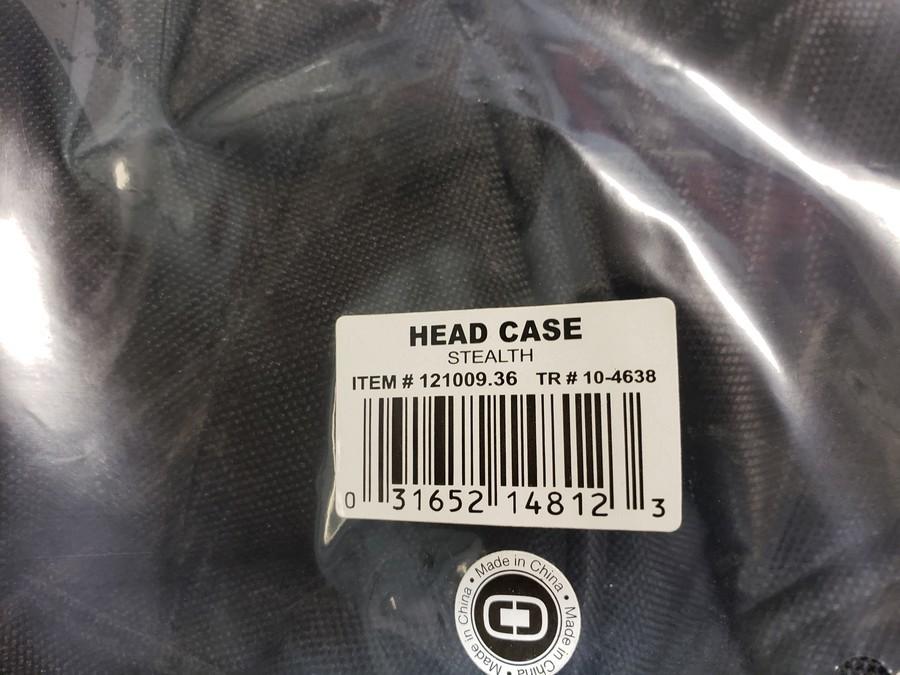 HEAD CASE
STEALTH
ITEM # 121009.36 TR # 10-4638
0 31652 14812 3
Made in China • Made in China • Made in China •